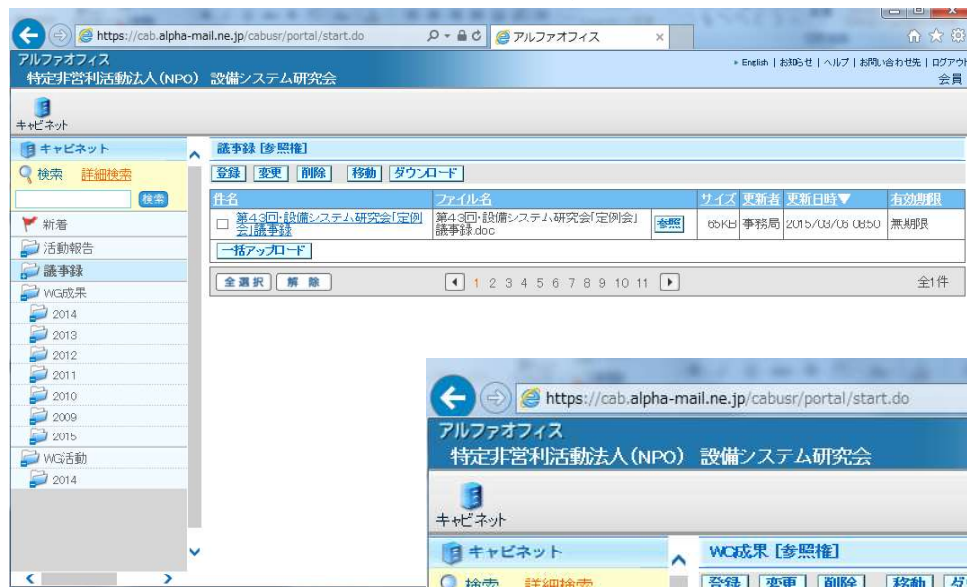 https://cab.alpha-mail.ne.jp/cabusr/portal/start.do
アルファオフィス
アルファオフィス
English | お知らせ | ヘルプ | お問い合わせ先 | ログアウト
特定非営利活動法人(NPO) 設備システム研究会
会員
キャビネット
キャビネット
検索 詳細検索
検索
新着
活動報告
議事録
WG成果
2014
2013
2012
2011
2010
2009
2015
WG活動
2014
議事録 [参照権]
登録 変更 削除 移動 ダウンロード
件名 ファイル名 サイズ 更新者 更新日時▼ 有効期限
第43回・設備システム研究会「定例会」議事録
第43回・設備システム研究会「定例会」議事録.doc
参照 65KB 事務局 無期限
一括アップロード
全選択 解除 1 2 3 4 5 6 7 8 9 10 11 全1件
https://cab.alpha-mail.ne.jp/cabusr/portal/start.do
アルファオフィス
特定非営利活動法人(NPO) 設備システム研究会
キャビネット
キャビネット
検索 詳細検索
WG成果 [参照権]
登録 変更 削除 移動